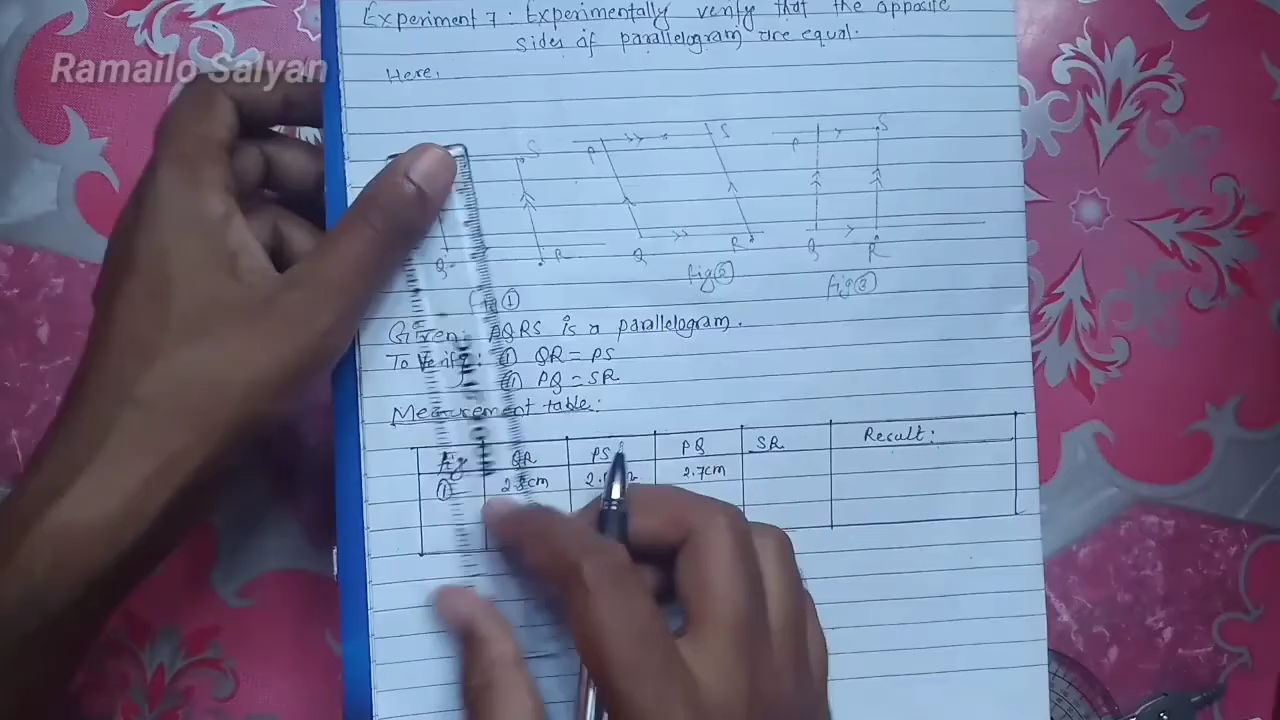 Experiment 7: Experimentally verify that the opposite
sides of parallelogram are equal.
Ramailo Salyan
Here,
S P S P S
Q R Q R Q R
fig ② fig ③
①
Given: PQRS is a parallelogram.
To Verify: ① QR = PS
PQ = SR
Measurement table:
fig QR PS PQ SR Result:
① cm 2.7cm